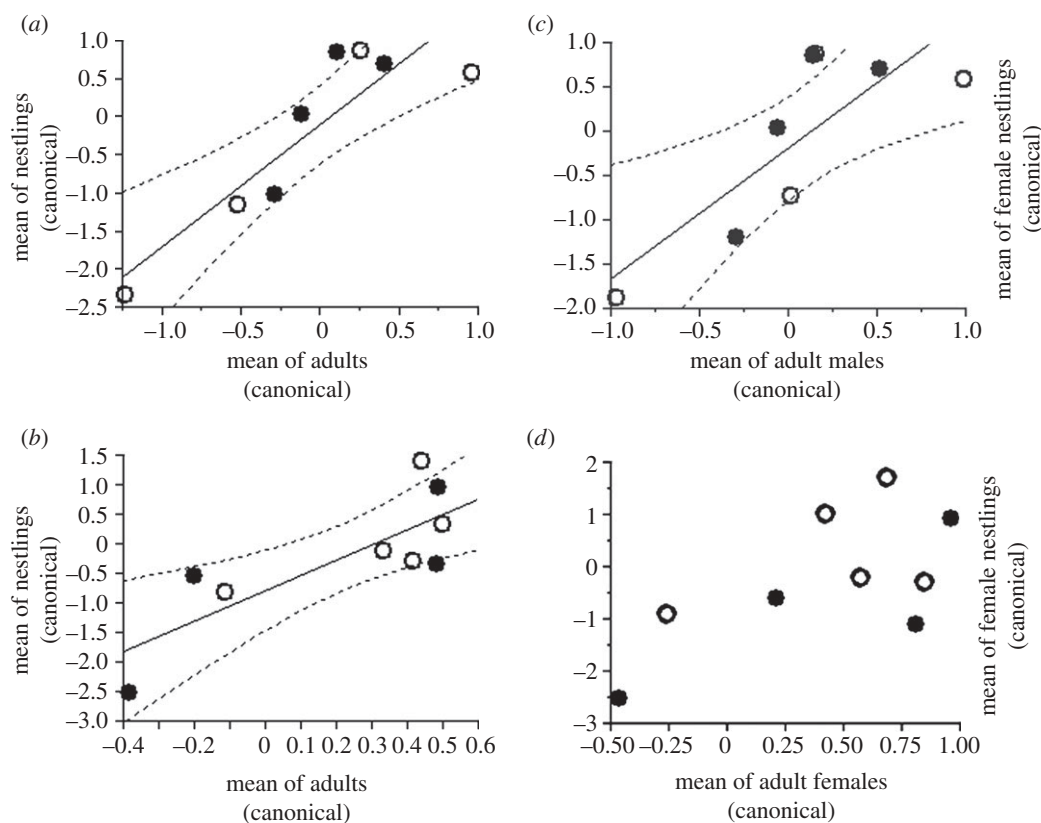 (a)
1.0
0.5
0
–0.5
–1.0
–1.5
–2.0
–2.5
–1.0 –0.5 0 0.5 1.0
mean of nestlings
(canonical)
mean of adults
(canonical)
(c)
1.0
0.5
0
–0.5
–1.0
–1.5
–2.0
–1.0 –0.5 0 0.5 1.0
mean of female nestlings
(canonical)
mean of adult males
(canonical)
(b)
1.5
1.0
0.5
0
–0.5
–1.0
–1.5
–2.0
–2.5
–3.0
–0.4 –0.2 0 0.2 0.3 0.4 0.5 0.6
mean of nestlings
(canonical)
mean of adults
(canonical)
(d)
2
1
0
–1
–2
–3
–0.50 –0.25 0 0.25 0.50 0.75 1.00
mean of female nestlings
(canonical)
mean of adult females
(canonical)